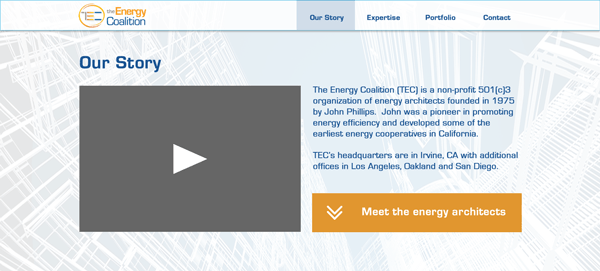 TEC the Energy
Coalition
Our Story
Expertise
Portfolio
Mission
Contact
Our Story
The Energy Coalition (TEC) is a non-profit 501(c)3
organization of energy architects founded in 1975
by John Phillips. John was a pioneer in promoting
energy efficiency and developed some of the
earliest energy cooperatives in California.
TEC's headquarters are in Irvine, CA with additional
offices in Los Angeles, Oakland and San Diego.
Meet the energy architects